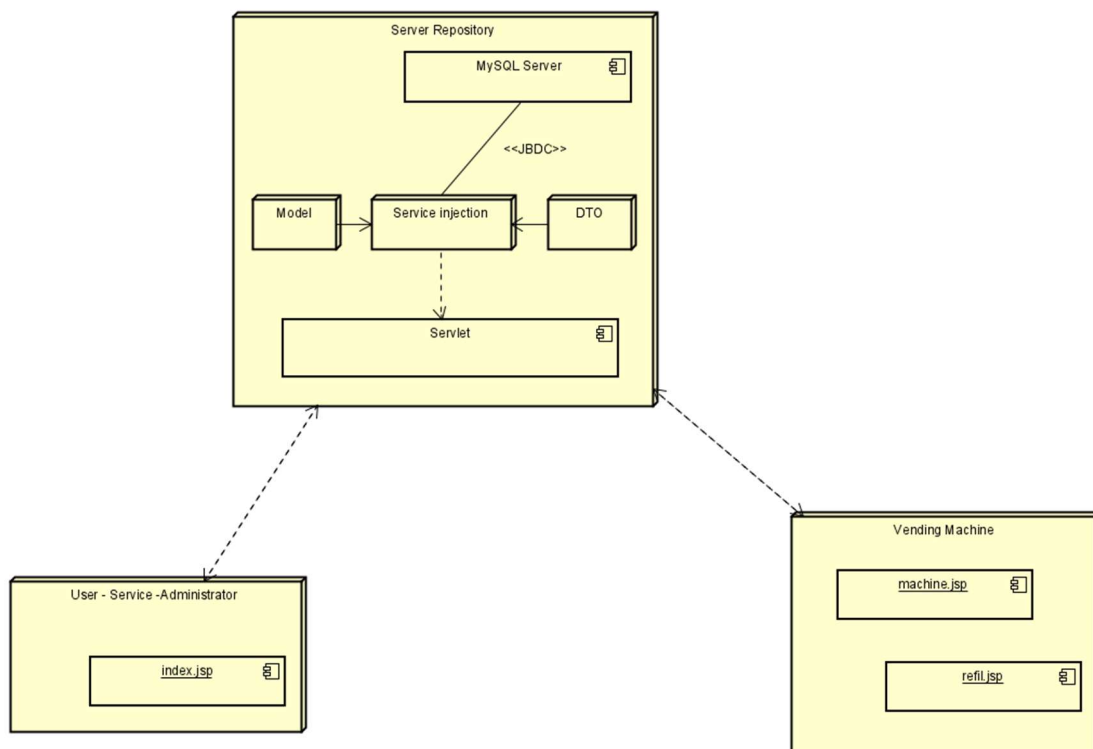 Server Repository
MySQL Server
<<JBDC>>
Model
Service injection
DTO
Servlet
Vending Machine
machine.jsp
User - Service -Administrator
index.jsp
refil.jsp